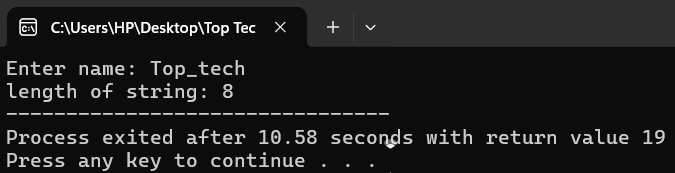 C:\Users\HP\Desktop\Top Tec
Enter name: Top_tech
length of string: 8
--------------------------------
Process exited after 10.58 seconds with return value 19
Press any key to continue . . .